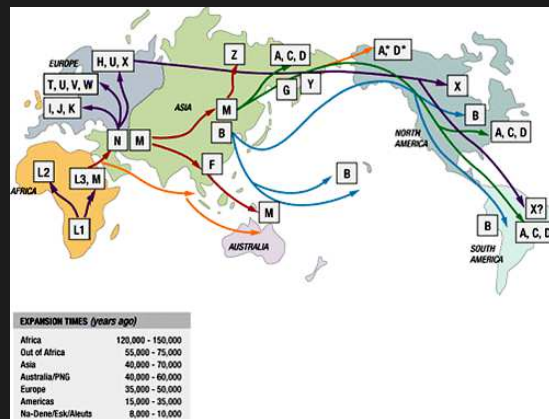 EUROPE
H, U, X
Z
A, C, D
A,* D*
T, U, V, W
G
Y
X
I, J, K
ASIA
M
B
N
M
B
NORTH
AMERICA
A, C, D
F
B
L2
L3, M
AFRICA
M
X?
L1
B
AUSTRALIA
SOUTH
AMERICA
A, C, D
EXPANSION TIMES (years ago)
Africa 120,000 - 150,000
Out of Africa 55,000 - 75,000
Asia 40,000 - 70,000
Australia/PNG 40,000 - 60,000
Europe 35,000 - 50,000
Americas 15,000 - 35,000
Na-Dene/Esk/Aleuts 8,000 - 10,000